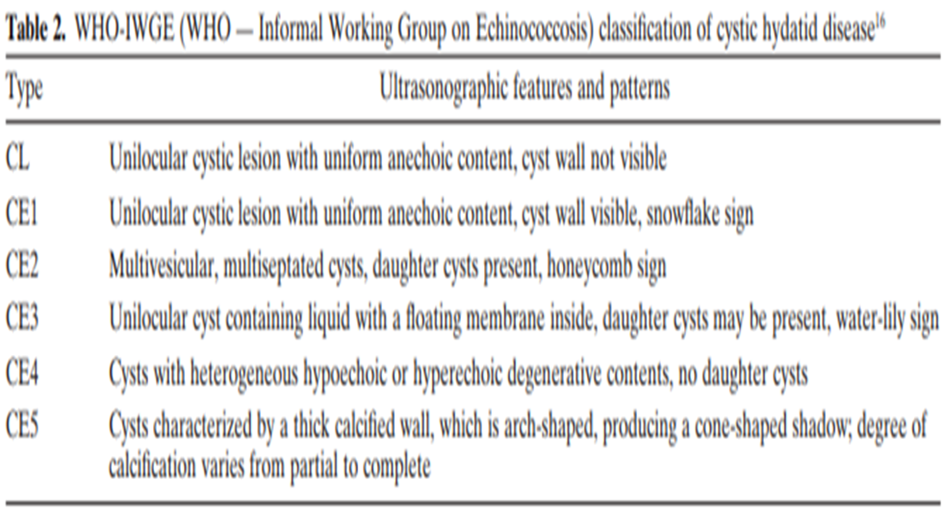 Table 2. WHO-IWGE (WHO — Informal Working Group on Echinococcosis) classification of cystic hydatid disease16
Type Ultrasonographic features and patterns
CL Unilocular cystic lesion with uniform anechoic content, cyst wall not visible
CE1 Unilocular cystic lesion with uniform anechoic content, cyst wall visible, snowflake sign
CE2 Multivesicular, multiseptated cysts, daughter cysts present, honeycomb sign
CE3 Unilocular cyst containing liquid with a floating membrane inside, daughter cysts may be present, water-lily sign
CE4 Cysts with heterogeneous hypoechoic or hyperechoic degenerative contents, no daughter cysts
CE5 Cysts characterized by a thick calcified wall, which is arch-shaped, producing a cone-shaped shadow; degree of
calcification varies from partial to complete